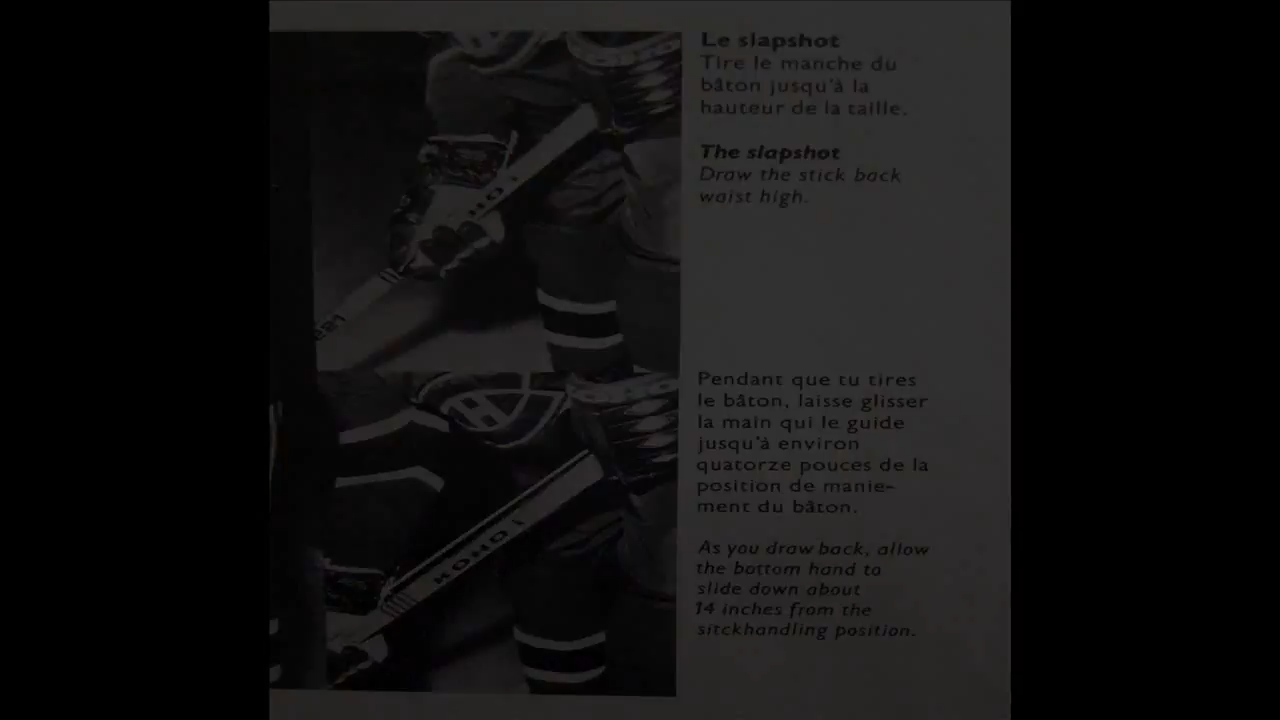 Le slapshot
Tire le manche du
bâton jusqu'à la
hauteur de la taille.
The slapshot
Draw the stick back
waist high.
KOHO
221
Pendant que tu tires
le bâton, laisse glisser
la main qui le guide
jusqu'à environ
quatorze pouces de la
position de manie-
ment du bâton.
As you draw back, allow
the bottom hand to
slide down about
14 inches from the
sitckhandling position.